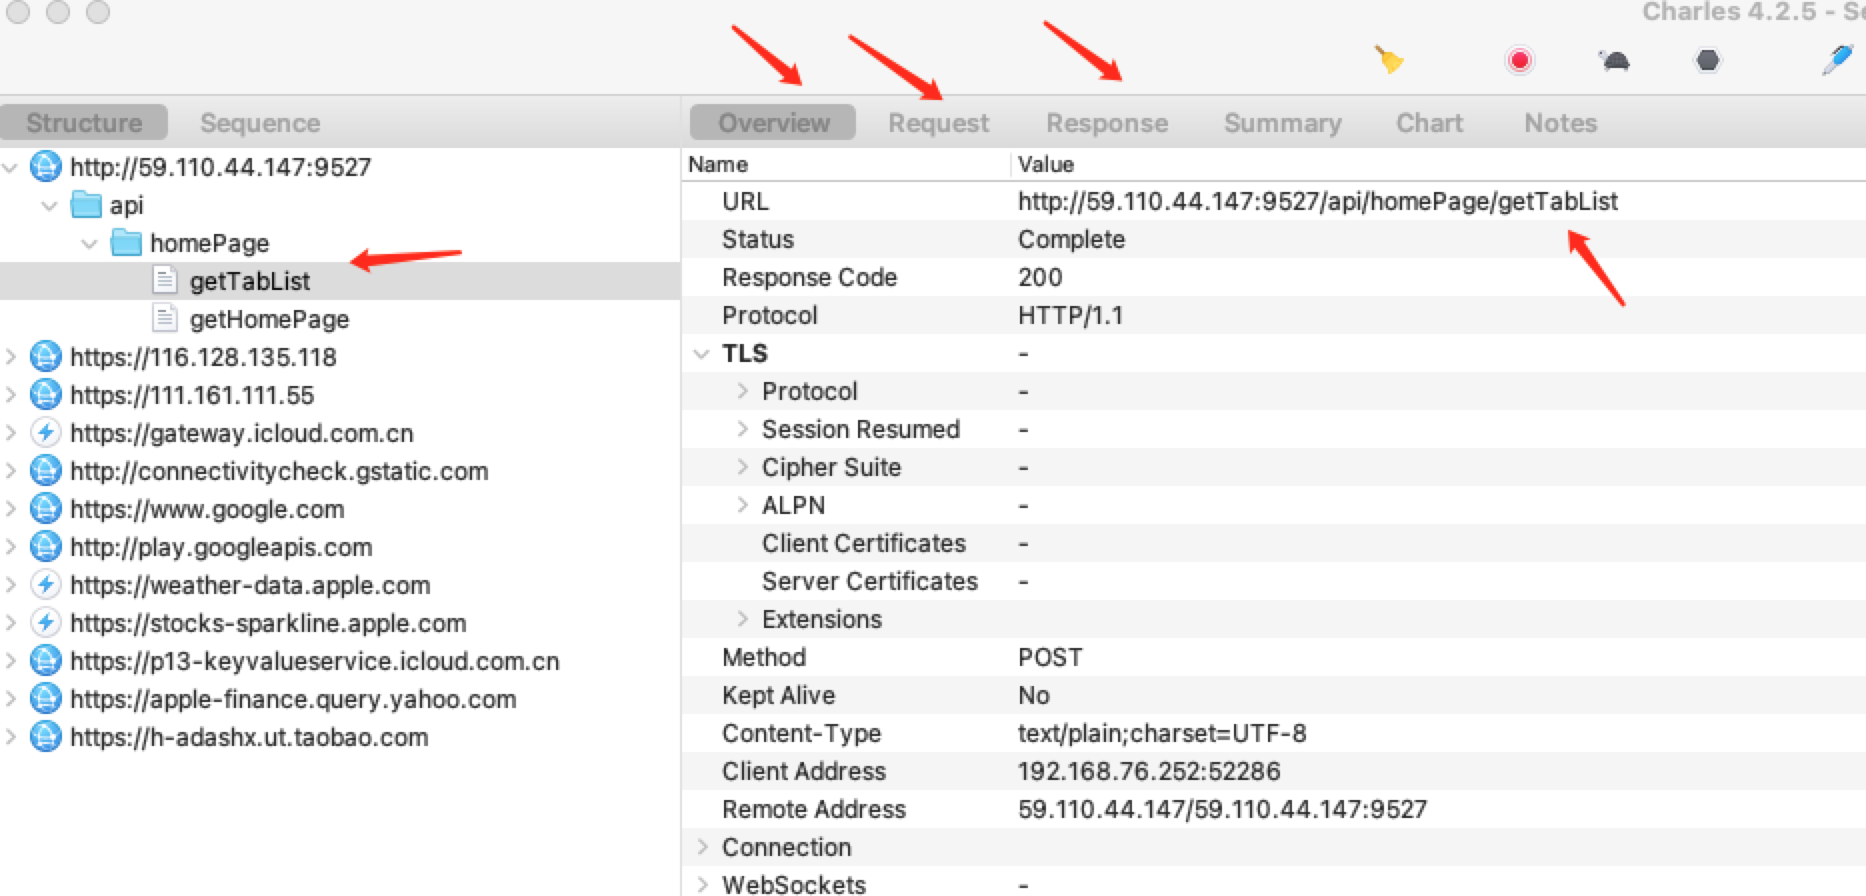 Charles 4.2.5 - Se
Structure Sequence
Overview Request Response Summary Chart Notes
http://59.110.44.147:9527
api
homePage
getTabList
getHomePage
https://116.128.135.118
https://111.161.111.55
https://gateway.icloud.com.cn
http://connectivitycheck.gstatic.com
https://www.google.com
http://play.googleapis.com
https://weather-data.apple.com
https://stocks-sparkline.apple.com
https://p13-keyvalueservice.icloud.com.cn
https://apple-finance.query.yahoo.com
https://h-adashx.ut.taobao.com
Name Value
URL http://59.110.44.147:9527/api/homePage/getTabList
Status Complete
Response Code 200
Protocol HTTP/1.1
TLS -
Protocol -
Session Resumed -
Cipher Suite -
ALPN -
Client Certificates -
Server Certificates -
Extensions
Method POST
Kept Alive No
Content-Type text/plain;charset=UTF-8
Client Address 192.168.76.252:52286
Remote Address 59.110.44.147/59.110.44.147:9527
Connection
WebSockets -